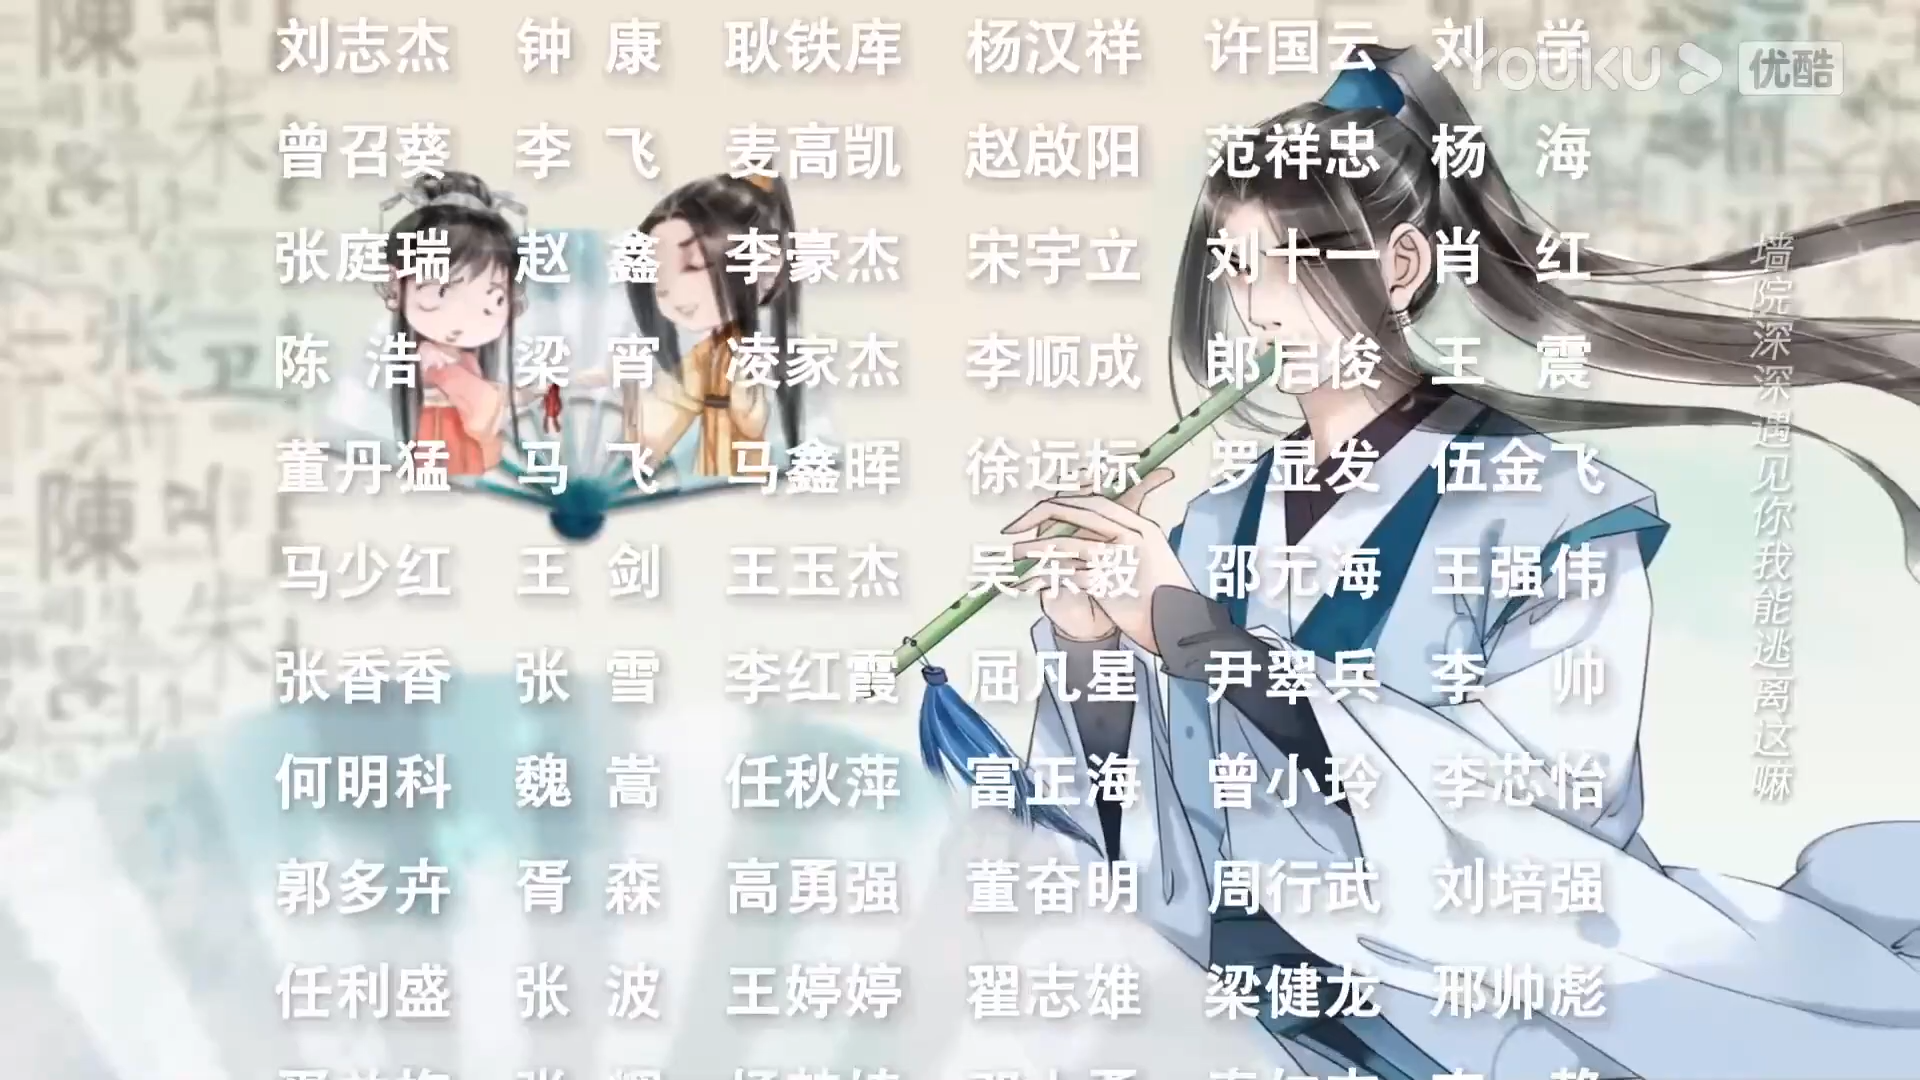 刘志杰 钟康 耿铁库 杨汉祥 许国云 刘学
YOUKU 优酷
曾召葵 李飞 麦高凯 赵啟阳 范祥忠 杨海
张庭瑞 赵鑫 李豪杰 宋宇立 刘十一 肖红
陈浩 梁宵 凌家杰 李顺成 郎启俊 王震
董丹猛 马飞 马鑫晖 徐远标 罗显发 伍金飞
马少红 王剑 王玉杰 吴东毅 邵元海 王强伟
张香香 张雪 李红霞 屈凡星 尹翠兵 李帅
何明科 魏嵩 任秋萍 富正海 曾小玲 李芯怡
郭多卉 胥森 高勇强 董奋明 周行武 刘培强
任利盛 张波 王婷婷 翟志雄 梁健龙 邢帅彪
墙院深深遇见你我能逃离这嘛
陳
朱
张
卫
陳
朱